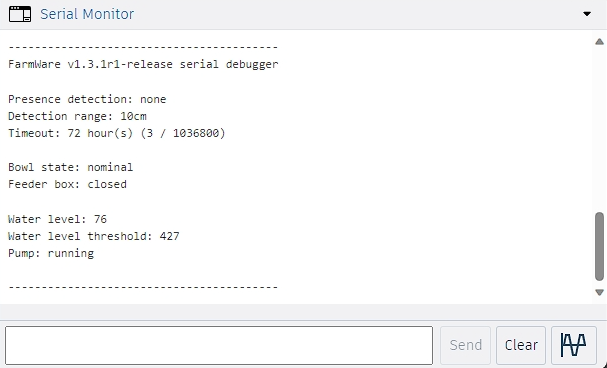 Serial Monitor
----------------------------------------
FarmWare v1.3.1r1-release serial debugger
Presence detection: none
Detection range: 10cm
Timeout: 72 hour(s) (3 / 1036800)
Bowl state: nominal
Feeder box: closed
Water level: 76
Water level threshold: 427
Pump: running
----------------------------------------
Send Clear